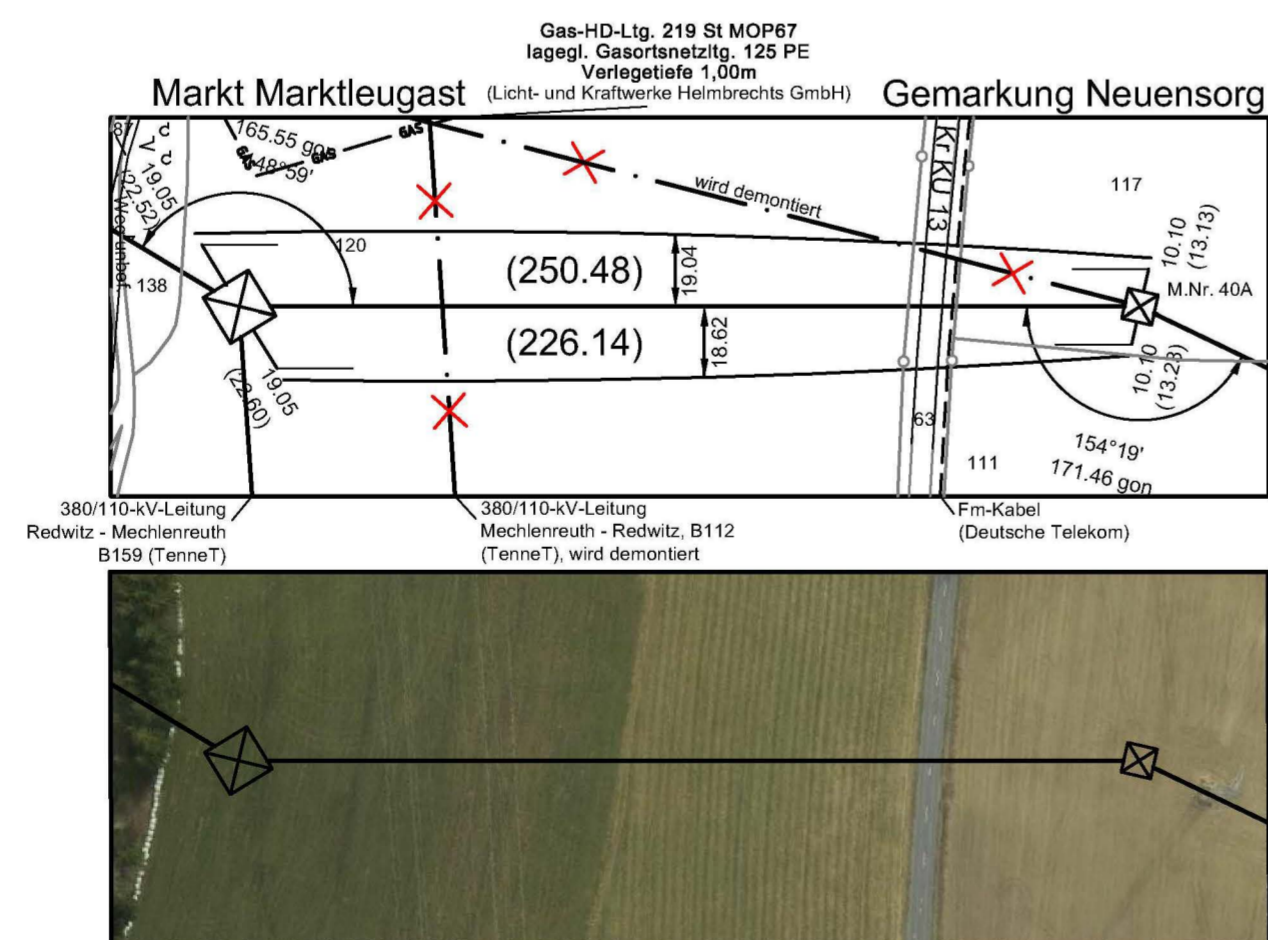 Gas-HD-Ltg. 219 St MOP67
lagegl. Gasortsnetzltg. 125 PE
Verlegetiefe 1,00m
(Licht- und Kraftwerke Helmbrechts GmbH)
Markt Marktleugast
Gemarkung Neuensorg
87
165.55 gon
148°59'
GAS
GAS
GAS
19.05
(22.52)
Weg unbef.
138
120
wird demontiert
Kr KU 13
117
10.10
(13.13)
M.Nr. 40A
(250.48)
19.04
(226.14)
18.62
19.05
(22.60)
10.10
(13.23)
63
111
154°19'
171.46 gon
380/110-kV-Leitung
Redwitz - Mechlenreuth
B159 (TenneT)
380/110-kV-Leitung
Mechlenreuth - Redwitz, B112
(TenneT), wird demontiert
Fm-Kabel
(Deutsche Telekom)